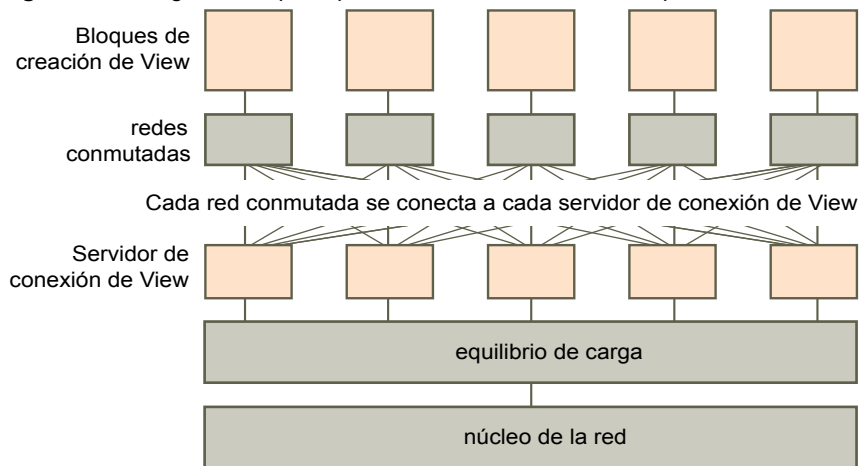 Bloques de
creación de View
redes
conmutadas
Cada red conmutada se conecta a cada servidor de conexión de View
Servidor de
conexión de View
equilibrio de carga
núcleo de la red